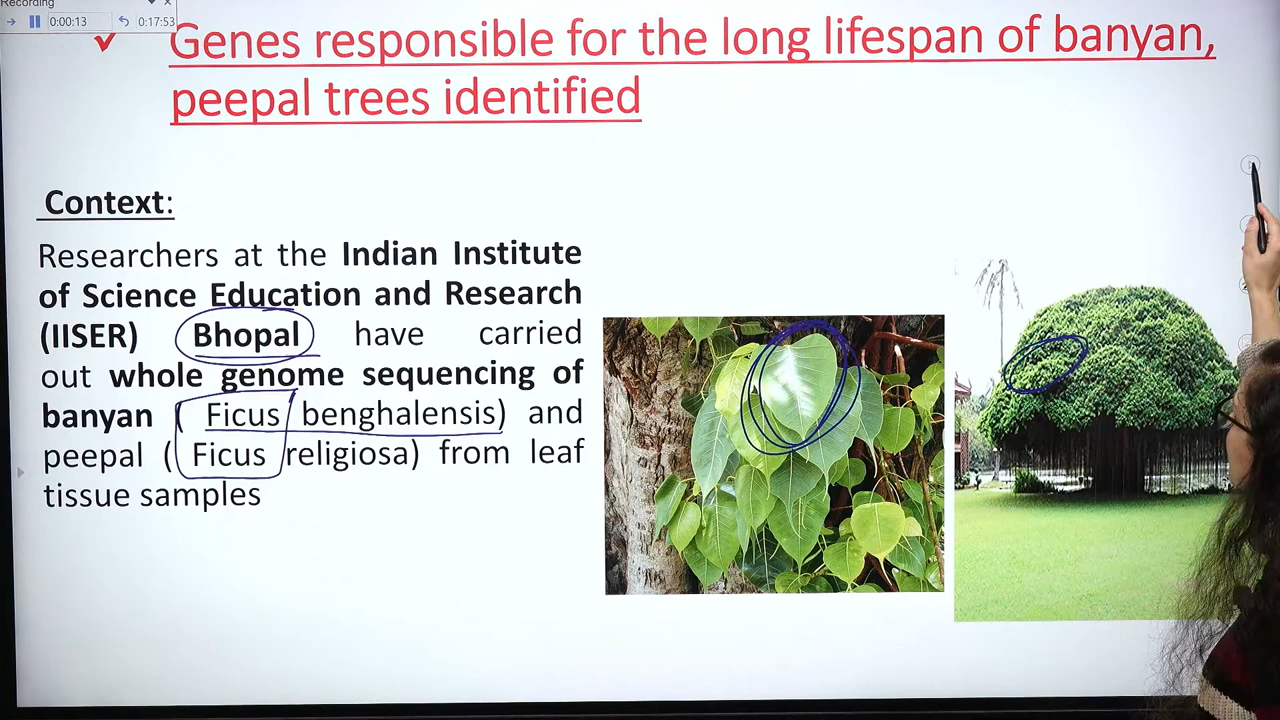 Recording
0:00:13
0:17:53
Genes responsible for the long lifespan of banyan,
peepal trees identified
Context:
Researchers at the Indian Institute
of Science Education and Research
(IISER) Bhopal have carried
out whole genome sequencing of
banyan ( Ficus benghalensis) and
peepal ( Ficus religiosa) from leaf
tissue samples